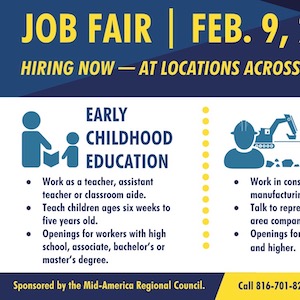 JOB FAIR | FEB. 9,
HIRING NOW — AT LOCATIONS ACROSS
EARLY
CHILDHOOD
EDUCATION
• Work as a teacher, assistant
teacher or classroom aide.
• Teach children ages six weeks to
five years old.
• Openings for workers with high
school, associate, bachelor's or
master's degree.
• Work in cons
manufacturin
• Talk to repre
area compan
• Openings fo
and higher.
Sponsored by the Mid-America Regional Council.
Call 816-701-82